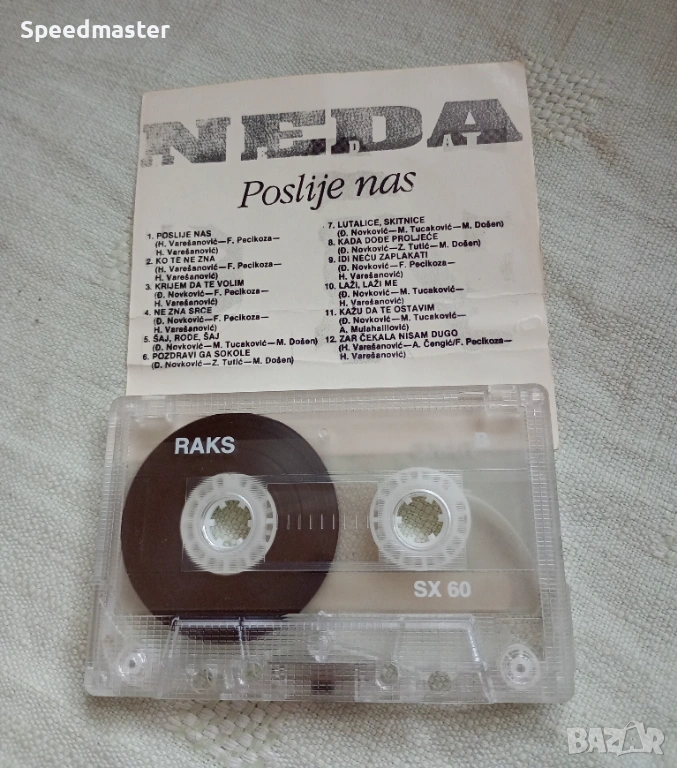 Speedmaster
NEDA
Poslije nas
1. POSLIJE NAS
(H. Varešanović—F. Pecikoza—
H. Varešanović)
2. KO TE NE ZNA
(H. Varešanović—F. Pecikoza—
H. Varešanović)
3. KRIJEM DA TE VOLIM
(Đ. Novković—F. Pecikoza—
H. Varešanović)
4. NE ZNA SRCE
(Đ. Novković—F. Pecikoza—
H. Varešanović)
5. ŠAJ, RODE, ŠAJ
(Đ. Novković—M. Tucaković—M. Došen)
6. POZDRAVI GA SOKOLE
(Đ. Novković—Z. Tutić—M. Došen)
7. LUTALICE, SKITNICE
(Đ. Novković—M. Tucaković—M. Došen)
8. KADA DOĐE PROLJEĆE
(Đ. Novković—Z. Tutić—M. Došen)
9. IDI NEĆU ZAPLAKATI
(Đ. Novković—F. Pecikoza—
H. Varešanović)
10. LAŽI, LAŽI ME
(Đ. Novković—M. Tucaković—
H. Varešanović)
11. KAŽU DA TE OSTAVIM
(Đ. Novković—M. Tucaković—
A. Mulahalilović)
12. ZAR ČEKALA NISAM DUGO
(H. Varešanović—A. Čengić/F. Pecikoza—
H. Varešanović)
RAKS
B
SX 60
BAZAR